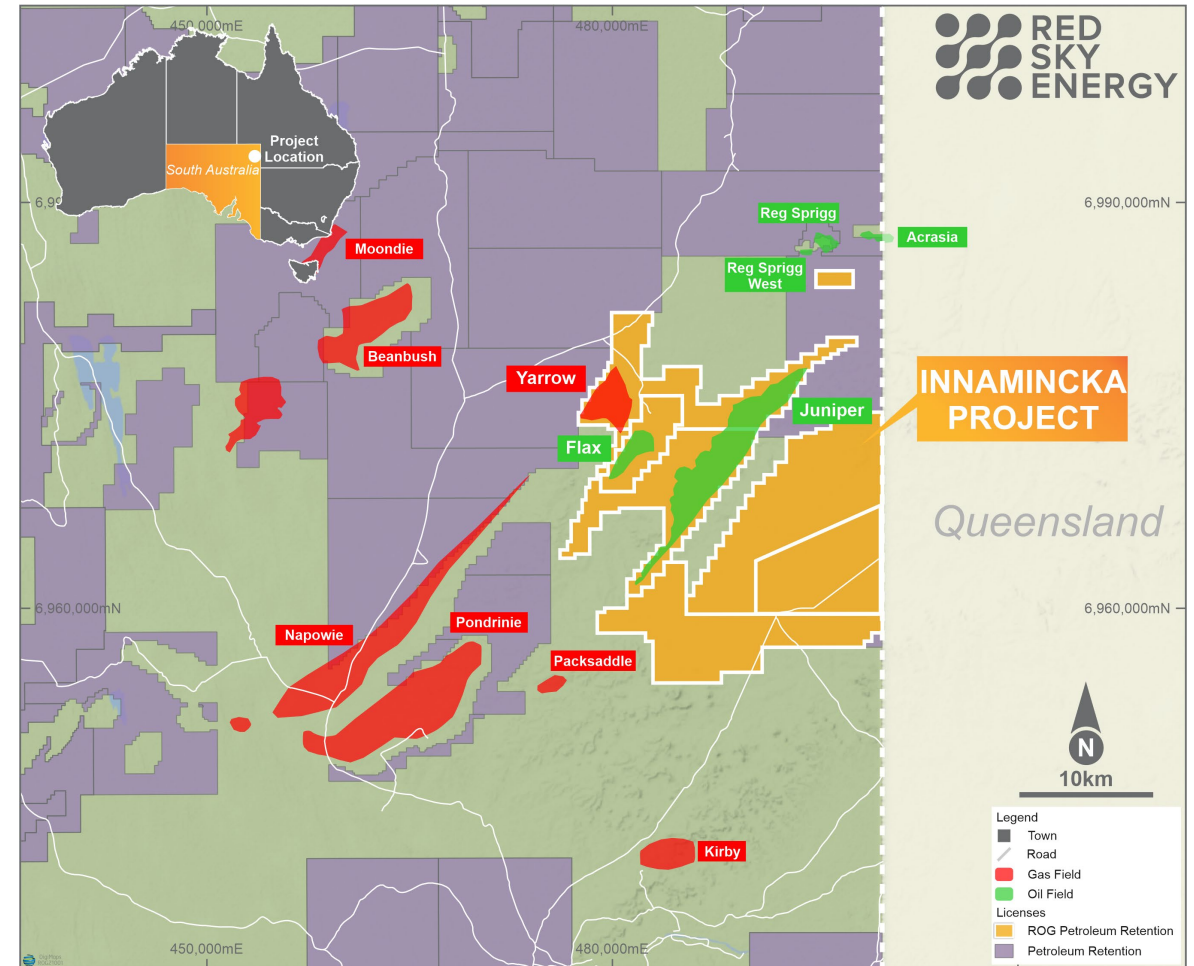 450,000mE
480,000mE
RED
SKY
ENERGY
Project
Location
South Australia
6,99
6,990,000mN
Reg Sprigg
Acrasia
Moondie
Reg Sprigg
West
Beanbush
Yarrow
INNAMINCKA
PROJECT
Juniper
Flax
Queensland
6,960,000mN
6,960,000mN
Pondrinie
Napowie
Packsaddle
N
10km
Legend
Town
Road
Gas Field
Oil Field
Licenses
ROG Petroleum Retention
Petroleum Retention
Kirby
450,000mE
480,000mE